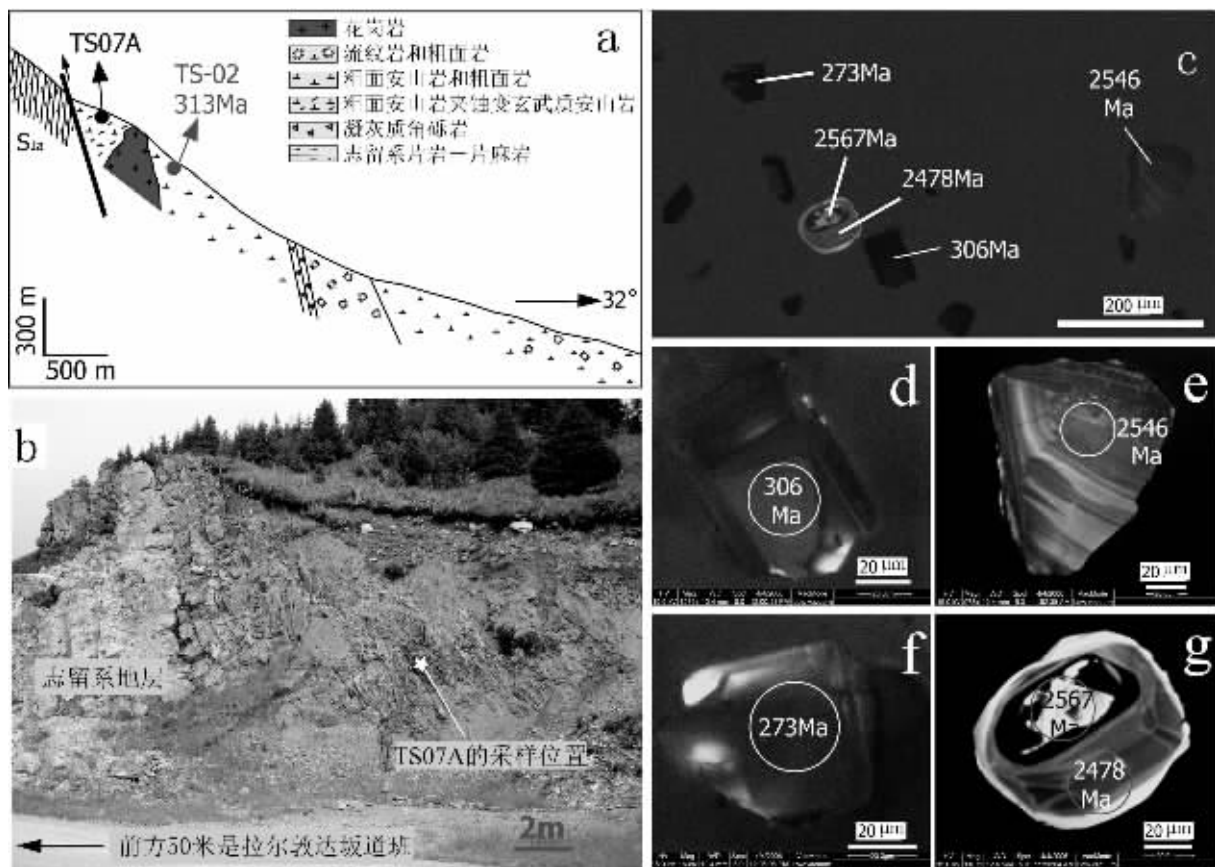 a
TS07A
TS-02
313Ma
花岗岩
流纹岩和粗面岩
粗面安山岩和粗面岩
粗面安山岩夹蚀变玄武质安山岩
凝灰质角砾岩
志留系片岩—片麻岩
300 m
500 m
32°
b
志留系地层
TS07A的采样位置
2m
前方50米是拉尔敦达坂道班
c
273Ma
2546
Ma
2567Ma
2478Ma
306Ma
200 μm
d
306
Ma
20 μm
e
2546
Ma
20 μm
f
273Ma
20 μm
g
2567
Ma
2478
Ma
20 μm